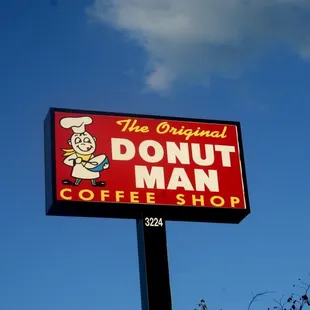 The Original
DONUT
MAN
COFFEE SHOP
3224